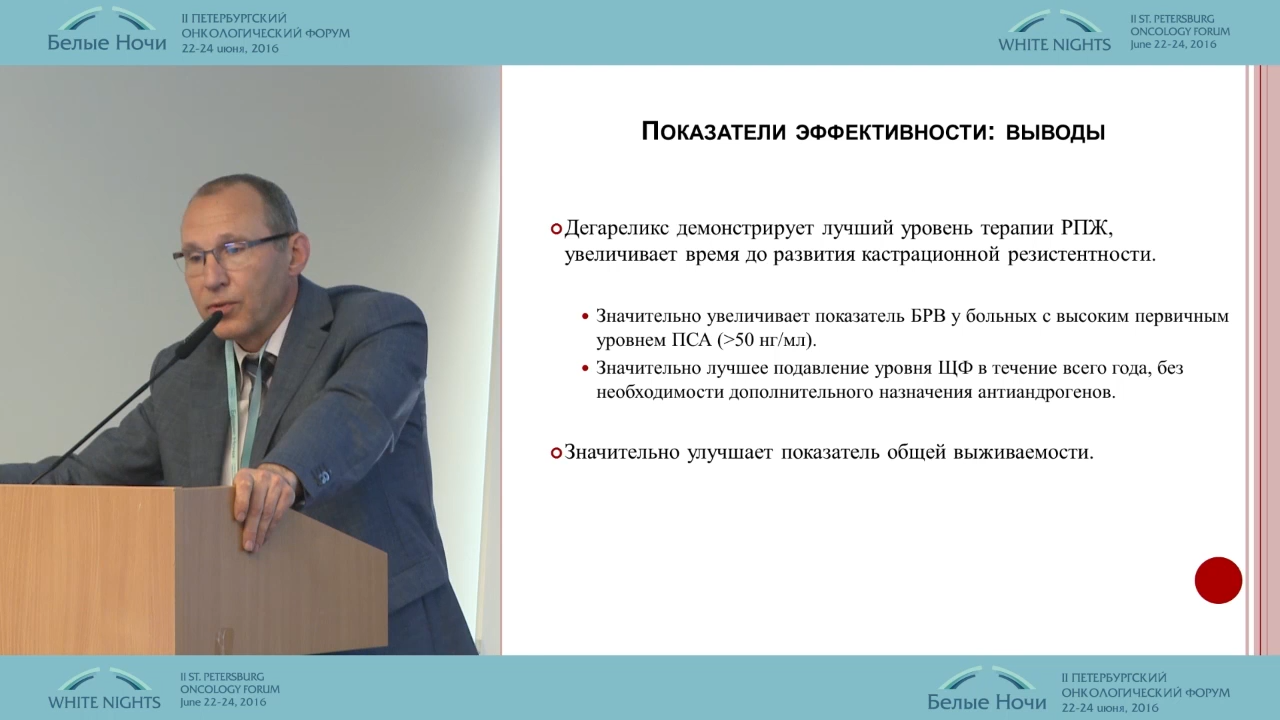 II ПЕТЕРБУРГСКИЙ
ОНКОЛОГИЧЕСКИЙ ФОРУМ
22-24 июня, 2016
Белые Ночи
II ST. PETERSBURG
ONCOLOGY FORUM
June 22-24, 2016
WHITE NIGHTS
Показатели эффективности: выводы
Дегареликс демонстрирует лучший уровень терапии РПЖ,
увеличивает время до развития кастрационной резистентности.
Значительно увеличивает показатель БРВ у больных с высоким первичным
уровнем ПСА (>50 нг/мл).
Значительно лучшее подавление уровня ЩФ в течение всего года, без
необходимости дополнительного назначения антиандрогенов.
Значительно улучшает показатель общей выживаемости.
II ST. PETERSBURG
ONCOLOGY FORUM
June 22-24, 2016
WHITE NIGHTS
II ПЕТЕРБУРГСКИЙ
ОНКОЛОГИЧЕСКИЙ ФОРУМ
22-24 июня, 2016
Белые Ночи